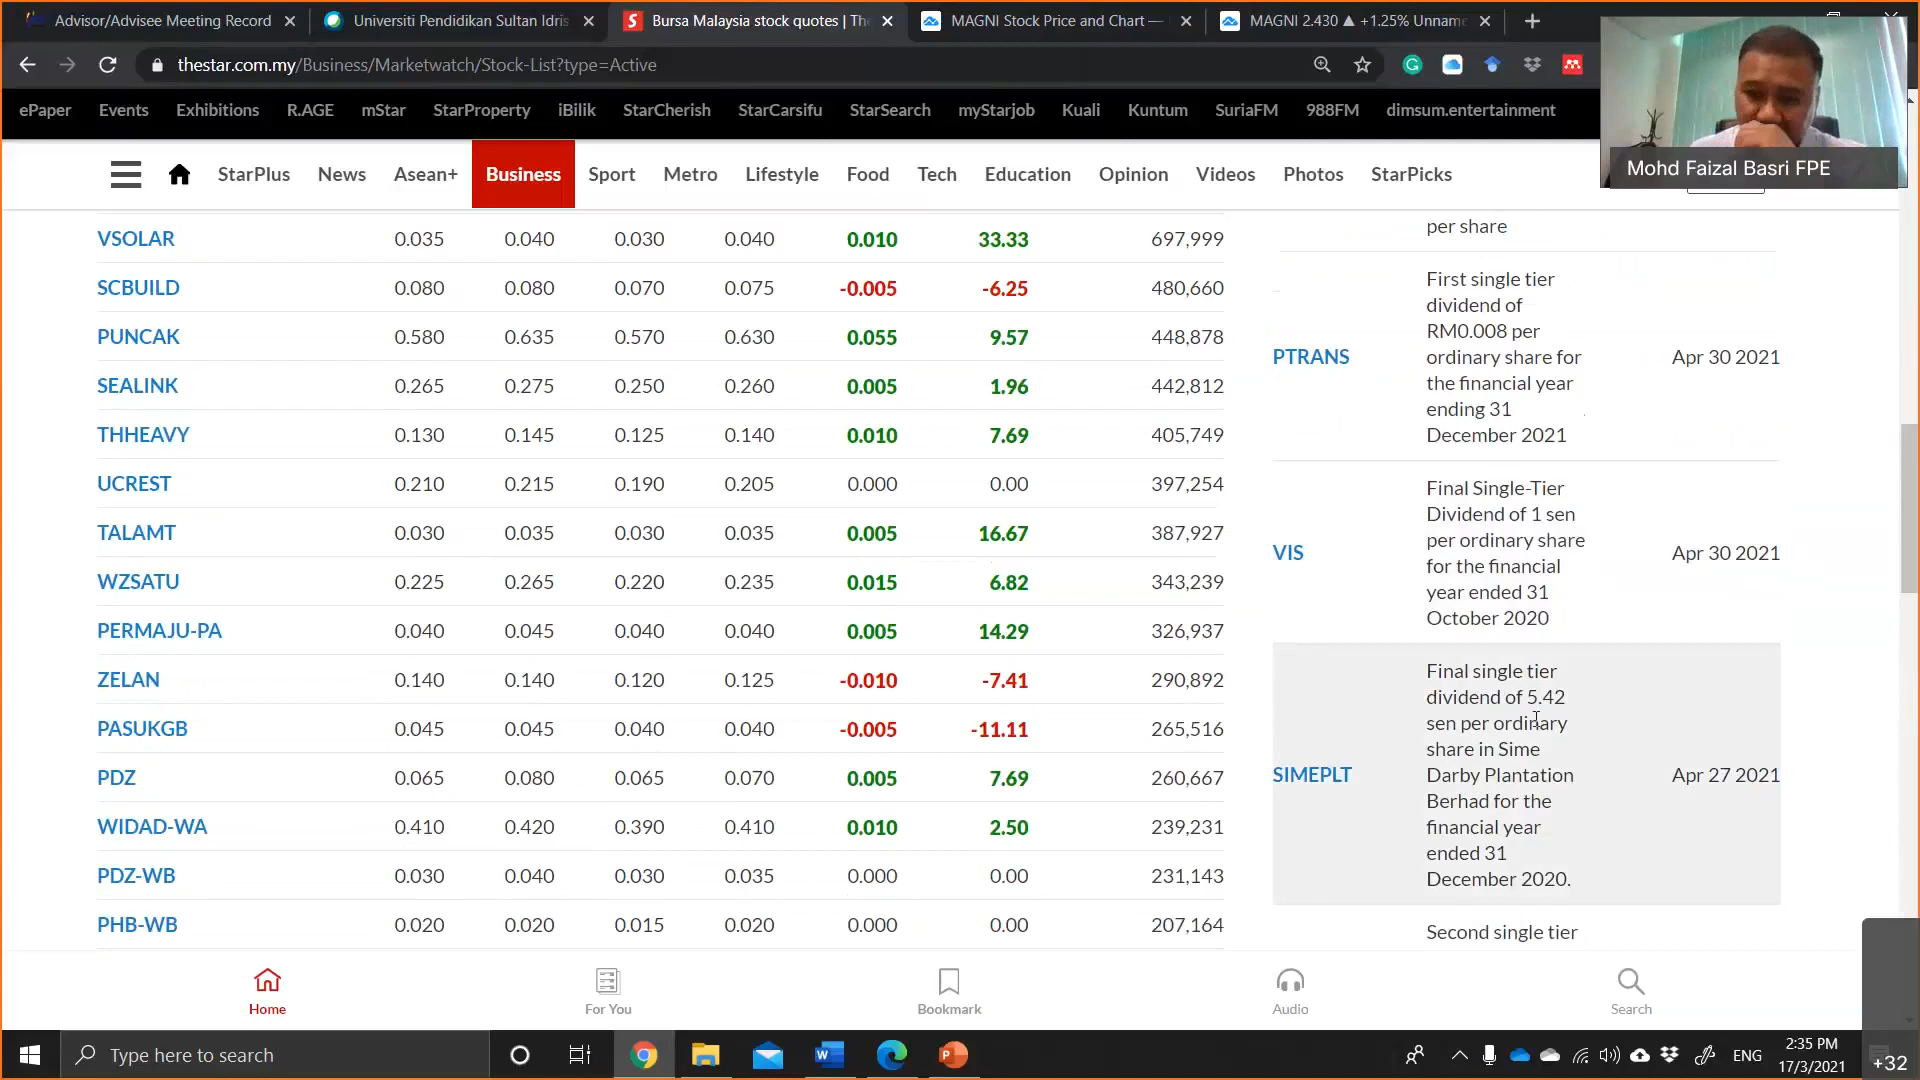 Advisor/Advisee Meeting Record
Universiti Pendidikan Sultan Idris
Bursa Malaysia stock quotes | The
MAGNI Stock Price and Chart —
MAGNI 2.430 ▲ +1.25% Unname
thestar.com.my/Business/Marketwatch/Stock-List?type=Active
ePaper Events Exhibitions R.AGE mStar StarProperty iBilik StarCherish StarCarsifu StarSearch myStarjob Kuali Kuntum SuriaFM 988FM dimsum.entertainment
Mohd Faizal Basri FPE
StarPlus News Asean+ Business Sport Metro Lifestyle Food Tech Education Opinion Videos Photos StarPicks
VSOLAR 0.035 0.040 0.030 0.040 0.010 33.33 697,999
SCBUILD 0.080 0.080 0.070 0.075 -0.005 -6.25 480,660
PUNCAK 0.580 0.635 0.570 0.630 0.055 9.57 448,878
SEALINK 0.265 0.275 0.250 0.260 0.005 1.96 442,812
THHEAVY 0.130 0.145 0.125 0.140 0.010 7.69 405,749
UCREST 0.210 0.215 0.190 0.205 0.000 0.00 397,254
TALAMT 0.030 0.035 0.030 0.035 0.005 16.67 387,927
WZSATU 0.225 0.265 0.220 0.235 0.015 6.82 343,239
PERMAJU-PA 0.040 0.045 0.040 0.040 0.005 14.29 326,937
ZELAN 0.140 0.140 0.120 0.125 -0.010 -7.41 290,892
PASUKGB 0.045 0.045 0.040 0.040 -0.005 -11.11 265,516
PDZ 0.065 0.080 0.065 0.070 0.005 7.69 260,667
WIDAD-WA 0.410 0.420 0.390 0.410 0.010 2.50 239,231
PDZ-WB 0.030 0.040 0.030 0.035 0.000 0.00 231,143
PHB-WB 0.020 0.020 0.015 0.020 0.000 0.00 207,164
per share
First single tier
dividend of
RM0.008 per
PTRANS ordinary share for Apr 30 2021
the financial year
ending 31
December 2021
Final Single-Tier
Dividend of 1 sen
per ordinary share
VIS for the financial Apr 30 2021
year ended 31
October 2020
Final single tier
dividend of 5.42
sen per ordinary
share in Sime
SIMEPLT Darby Plantation Apr 27 2021
Berhad for the
financial year
ended 31
December 2020.
Second single tier
Home For You Bookmark Audio Search
Type here to search
ENG
2:35 PM
17/3/2021
+32